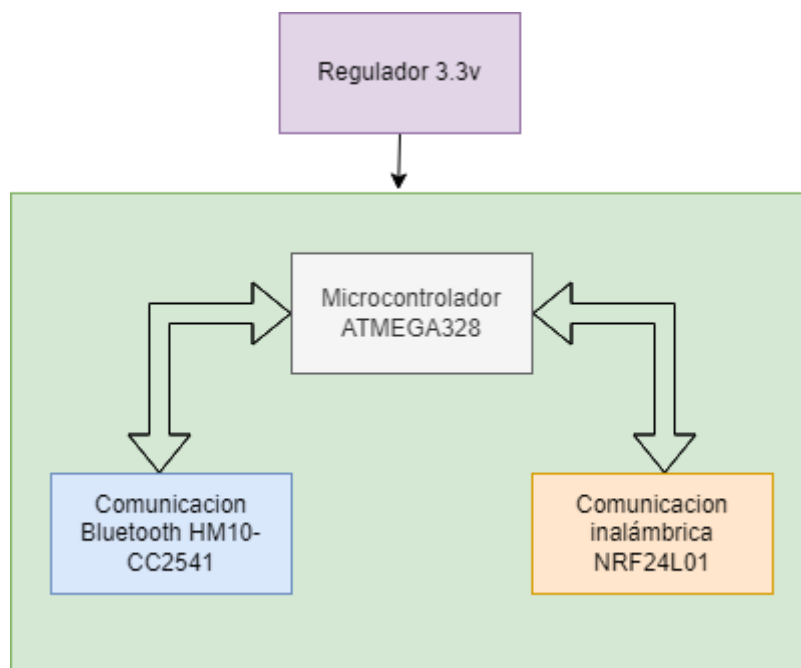 Regulador 3.3v
Microcontrolador
ATMEGA328
Comunicacion
Bluetooth HM10-
CC2541
Comunicacion
inalámbrica
NRF24L01